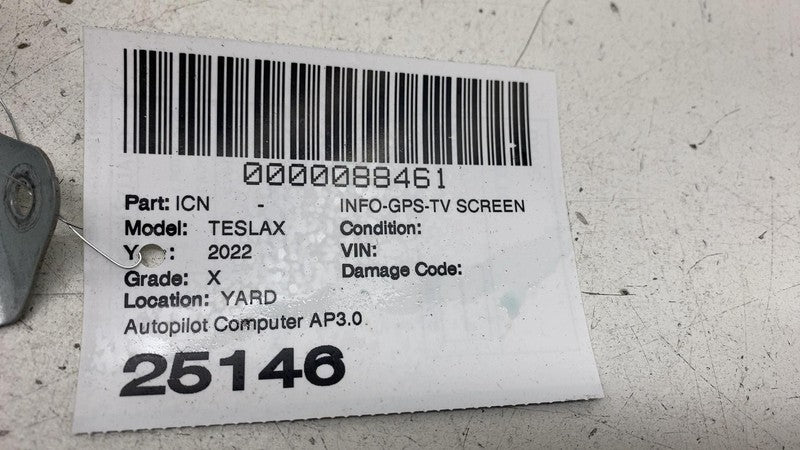 0000088461
Part: ICN - INFO-GPS-TV SCREEN
Model: TESLAX Condition:
Y : 2022 VIN:
Grade: X Damage Code:
Location: YARD
Autopilot Computer AP3.0
25146